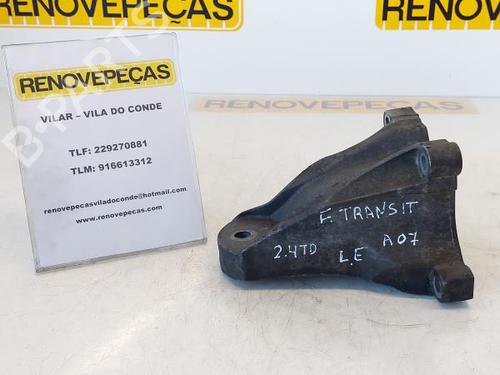 RENOVEPEÇAS
RENOVEPEÇAS
RENOVEPEÇAS
VILAR – VILA DO CONDE
TLF: 229270881
TLM: 916613312
renovepecasviladoconde@hotmail.com
www.renovepecas.com
B-PARTS
F. TRANSIT
2.4TD L.E A07